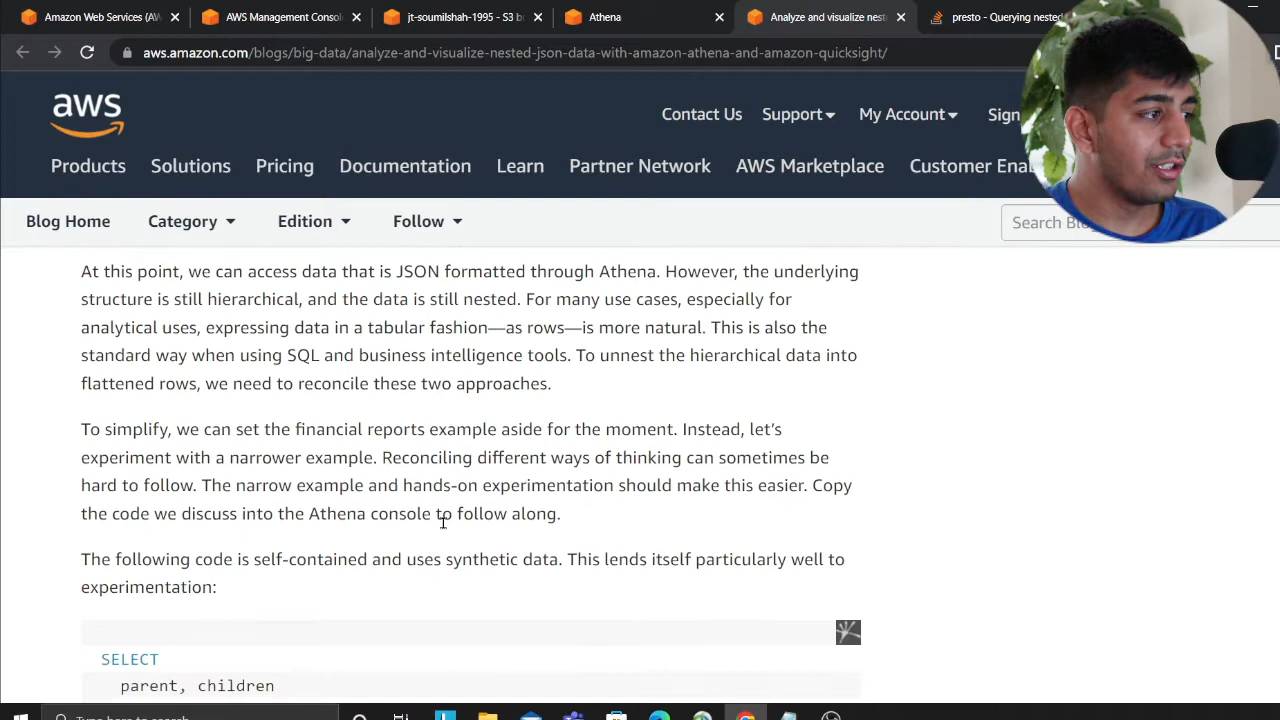 Amazon Web Services (AW
AWS Management Conso
jt-soumilshah-1995 - S3 b
Athena
Analyze and visualize nest
presto - Querying nested
aws.amazon.com/blogs/big-data/analyze-and-visualize-nested-json-data-with-amazon-athena-and-amazon-quicksight/
aws
Contact Us Support My Account Sign
Products Solutions Pricing Documentation Learn Partner Network AWS Marketplace Customer Ena
Blog Home Category Edition Follow
Search Blo
At this point, we can access data that is JSON formatted through Athena. However, the underlying
structure is still hierarchical, and the data is still nested. For many use cases, especially for
analytical uses, expressing data in a tabular fashion—as rows—is more natural. This is also the
standard way when using SQL and business intelligence tools. To unnest the hierarchical data into
flattened rows, we need to reconcile these two approaches.
To simplify, we can set the financial reports example aside for the moment. Instead, let’s
experiment with a narrower example. Reconciling different ways of thinking can sometimes be
hard to follow. The narrow example and hands-on experimentation should make this easier. Copy
the code we discuss into the Athena console to follow along.
The following code is self-contained and uses synthetic data. This lends itself particularly well to
experimentation:
SELECT
parent, children
Type here to search